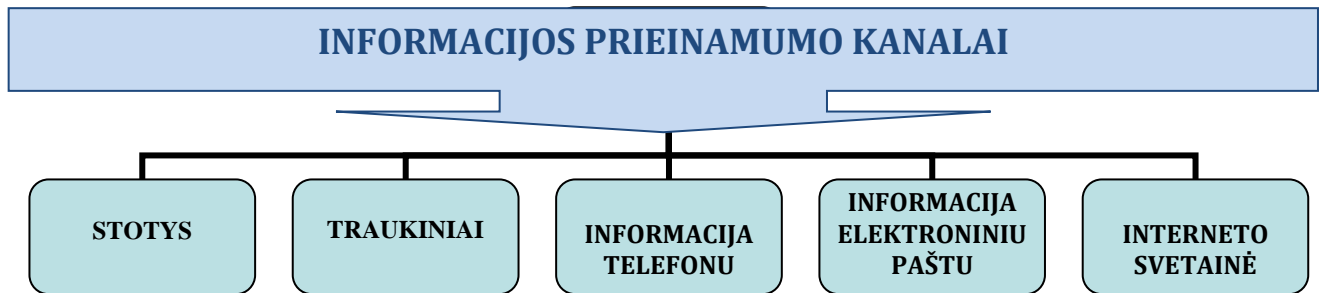 INFORMACIJOS PRIEINAMUMO KANALAI
STOTYS
TRAUKINIAI
INFORMACIJA
TELEFONU
INFORMACIJA
ELEKTRONINIU
PAŠTU
INTERNETO
SVETAINĖ